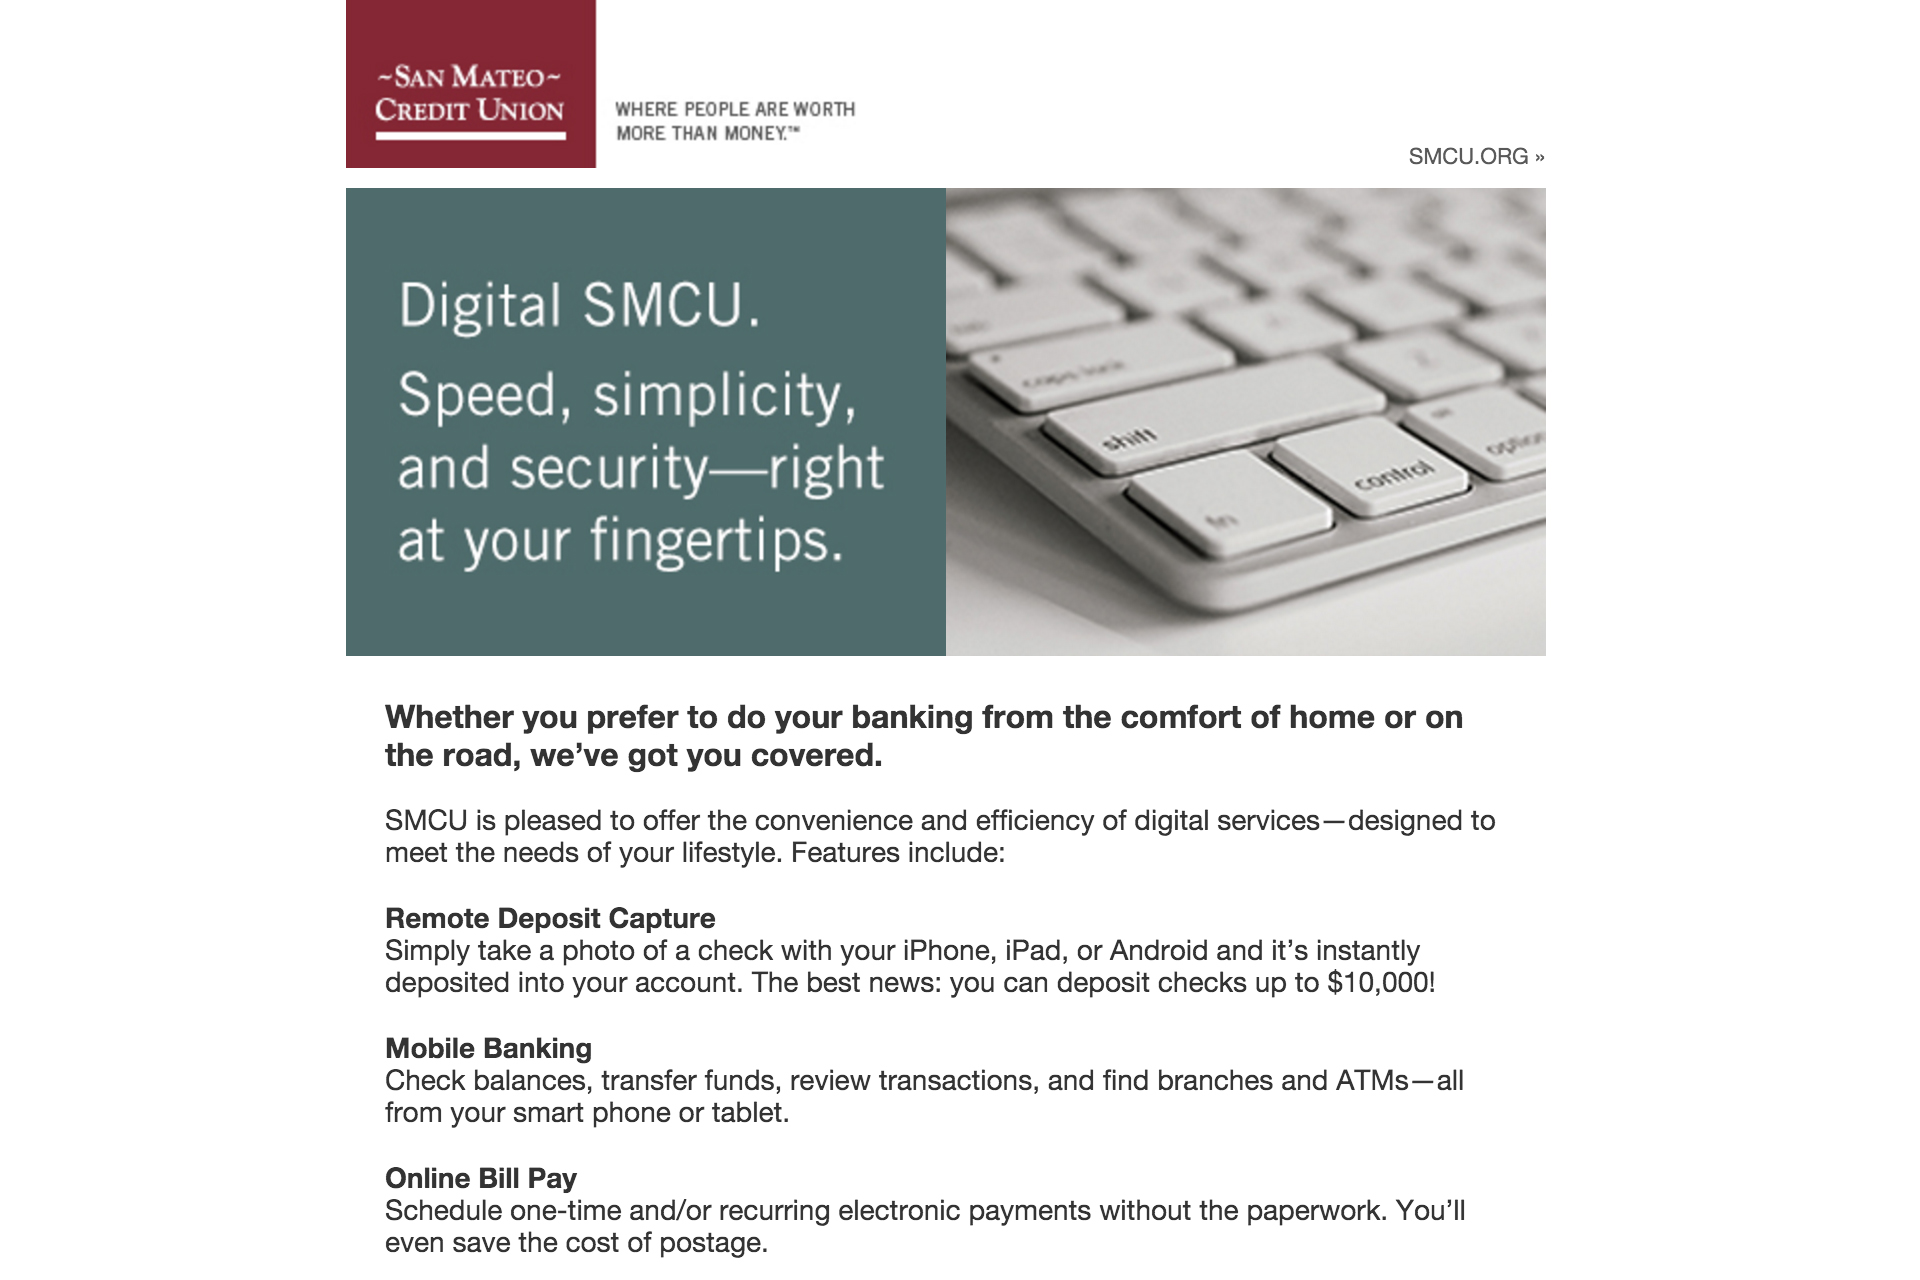 ~SAN MATEO~
CREDIT UNION
WHERE PEOPLE ARE WORTH
MORE THAN MONEY.™
SMCU.ORG »
Digital SMCU.
Speed, simplicity,
and security—right
at your fingertips.
caps lock
shift
fn
control
option
Whether you prefer to do your banking from the comfort of home or on
the road, we’ve got you covered.
SMCU is pleased to offer the convenience and efficiency of digital services—designed to
meet the needs of your lifestyle. Features include:
Remote Deposit Capture
Simply take a photo of a check with your iPhone, iPad, or Android and it’s instantly
deposited into your account. The best news: you can deposit checks up to $10,000!
Mobile Banking
Check balances, transfer funds, review transactions, and find branches and ATMs—all
from your smart phone or tablet.
Online Bill Pay
Schedule one-time and/or recurring electronic payments without the paperwork. You’ll
even save the cost of postage.